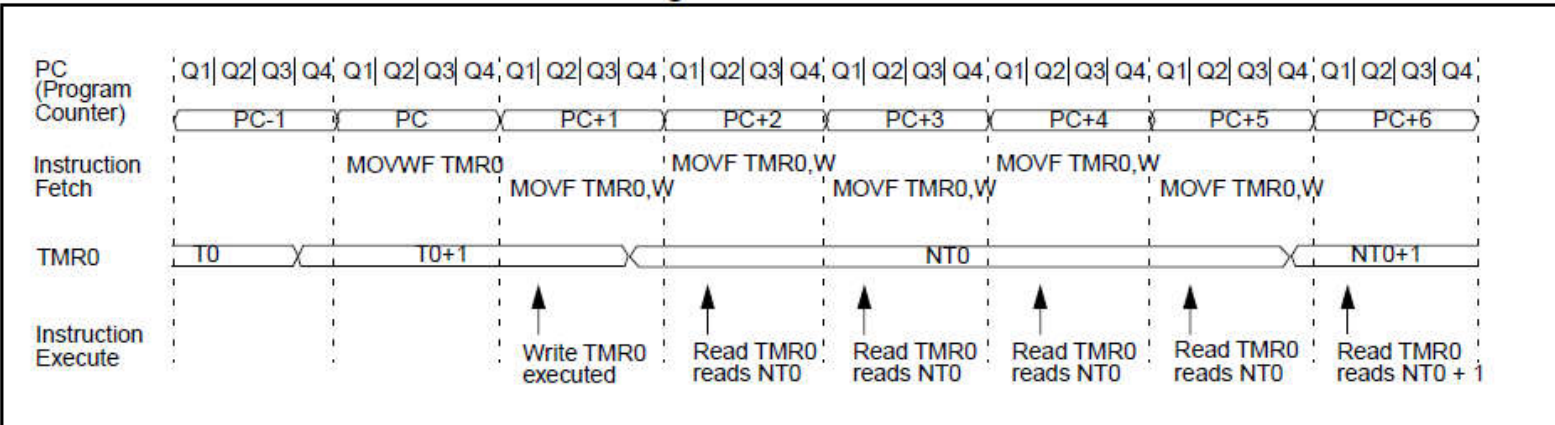 PC
(Program
Counter)
Q1 Q2 Q3 Q4 Q1 Q2 Q3 Q4 Q1 Q2 Q3 Q4 Q1 Q2 Q3 Q4 Q1 Q2 Q3 Q4 Q1 Q2 Q3 Q4 Q1 Q2 Q3 Q4 Q1 Q2 Q3 Q4
PC-1 PC PC+1 PC+2 PC+3 PC+4 PC+5 PC+6
Instruction
Fetch
MOVWF TMR0 MOVF TMR0,W MOVF TMR0,W
MOVF TMR0,W MOVF TMR0,W MOVF TMR0,W
TMR0 T0 T0+1 NT0 NT0+1
Instruction
Execute
Write TMR0
executed
Read TMR0
reads NT0
Read TMR0
reads NT0
Read TMR0
reads NT0
Read TMR0
reads NT0
Read TMR0
reads NT0 + 1